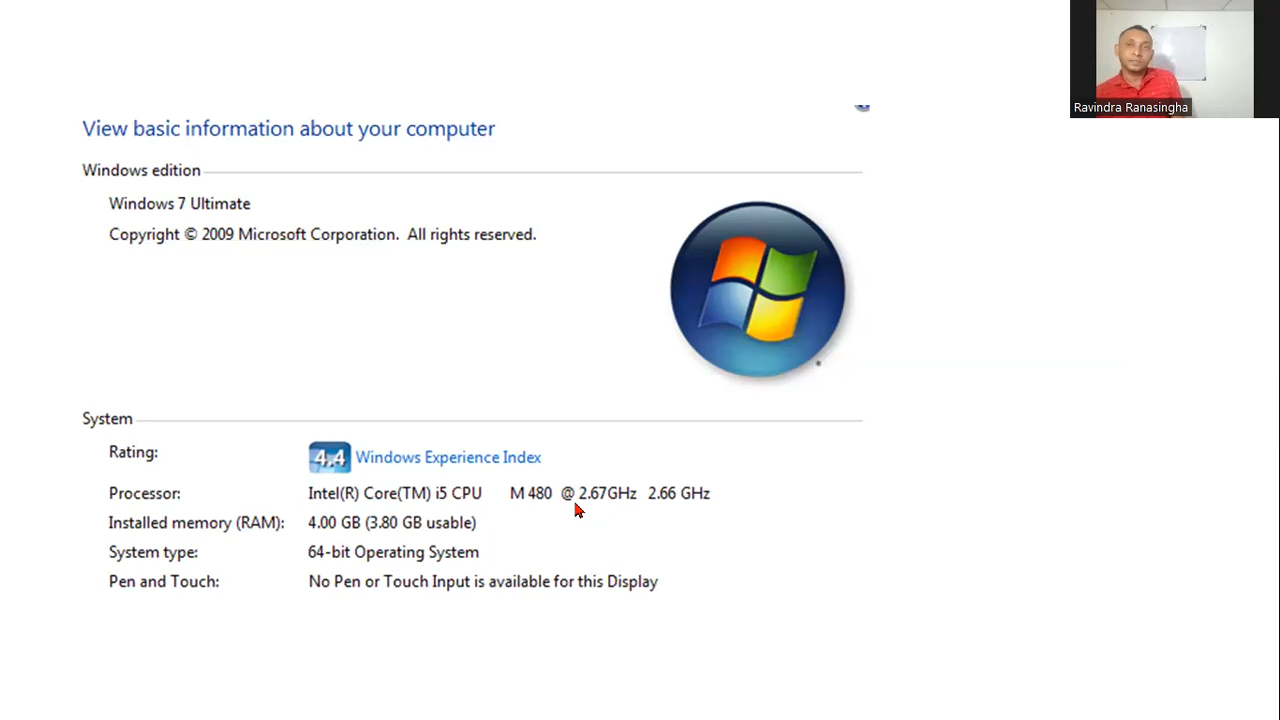 Ravindra Ranasingha
View basic information about your computer
Windows edition
Windows 7 Ultimate
Copyright © 2009 Microsoft Corporation.  All rights reserved.
System
Rating: 4.4 Windows Experience Index
Processor: Intel(R) Core(TM) i5 CPU M 480 @ 2.67GHz 2.66 GHz
Installed memory (RAM): 4.00 GB (3.80 GB usable)
System type: 64-bit Operating System
Pen and Touch: No Pen or Touch Input is available for this Display